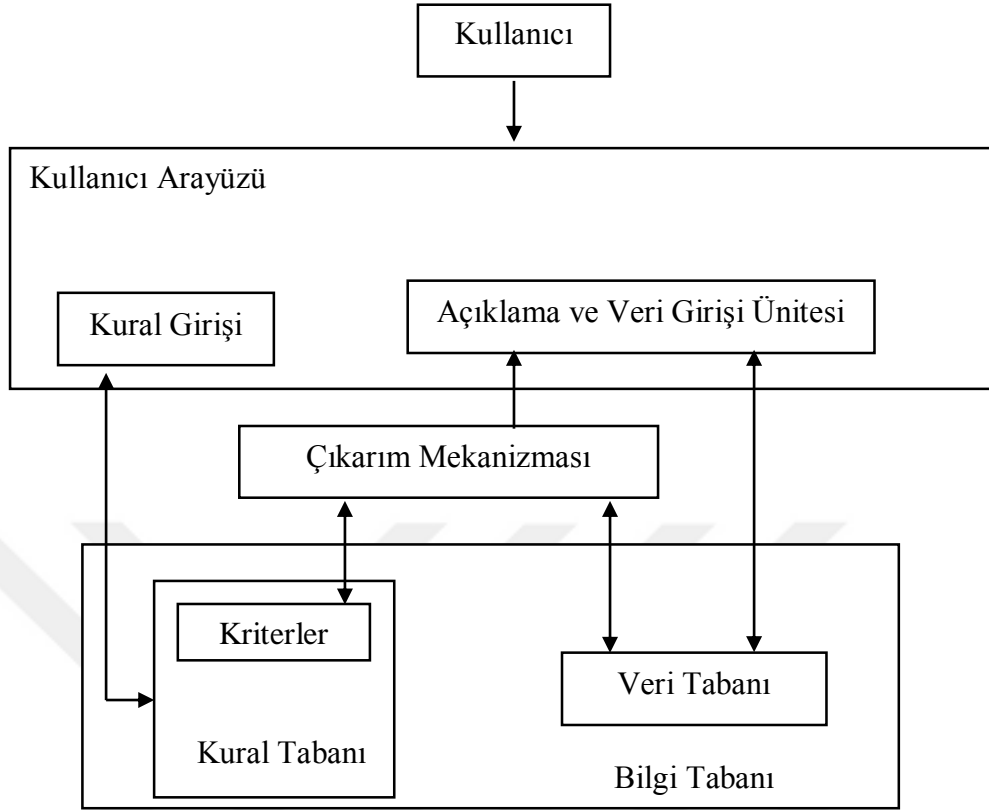 Kullanıcı
Kullanıcı Arayüzü
Kural Girişi
Açıklama ve Veri Girişi Ünitesi
Çıkarım Mekanizması
Kriterler
Veri Tabanı
Kural Tabanı
Bilgi Tabanı